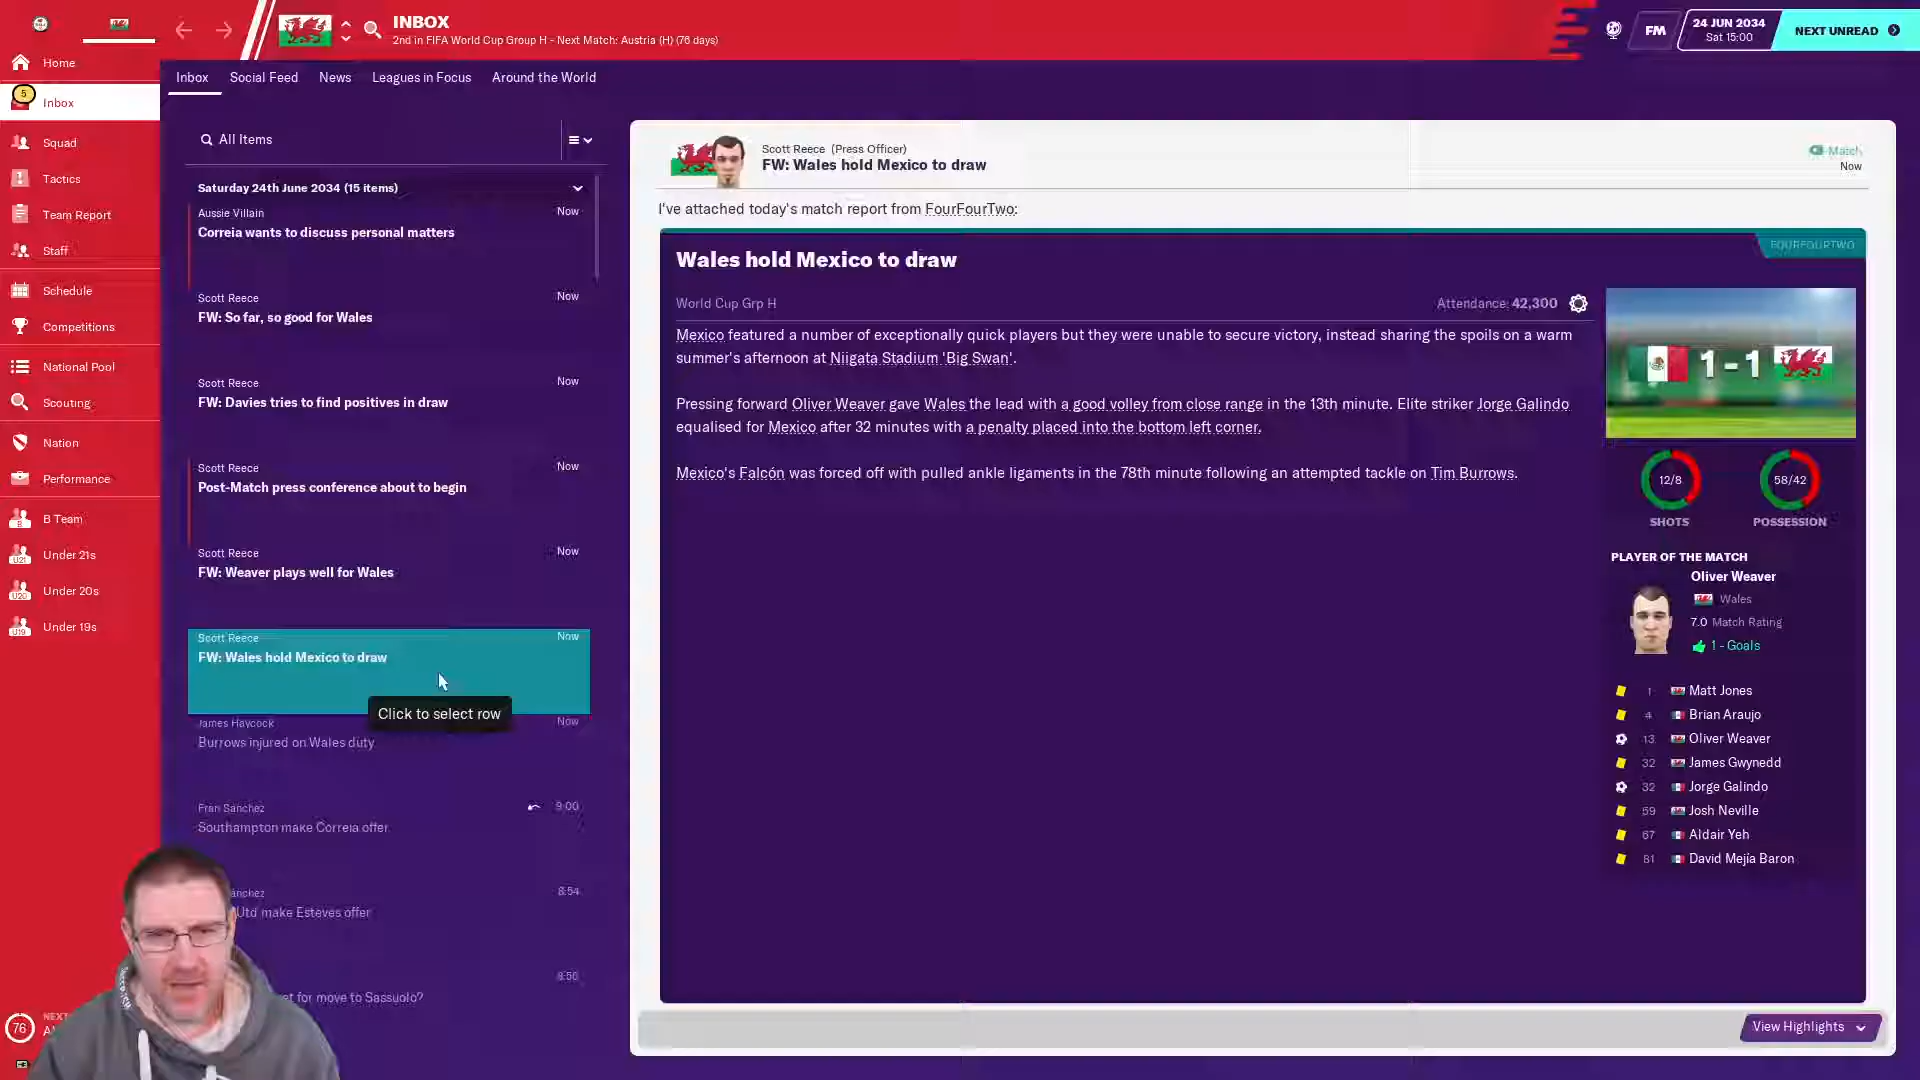 INBOX
2nd in FIFA World Cup Group H - Next Match: Austria (H) (76 days)
FM
24 JUN 2034
Sat 15:00
NEXT UNREAD
Home
5
Inbox
Squad
Tactics
Team Report
Staff
Schedule
Competitions
National Pool
Scouting
Nation
Performance
B Team
Under 21s
Under 20s
Under 19s
76
Inbox
Social Feed
News
Leagues in Focus
Around the World
All Items
Saturday 24th June 2034 (15 items)
Aussie Villain
Now
Correia wants to discuss personal matters
Scott Reece
Now
FW: So far, so good for Wales
Scott Reece
Now
FW: Davies tries to find positives in draw
Scott Reece
Now
Post-Match press conference about to begin
Scott Reece
Now
FW: Weaver plays well for Wales
Scott Reece
Now
FW: Wales hold Mexico to draw
Click to select row
James Haycock
Now
Burrows injured on Wales duty
Fran Sánchez
9:00
Southampton make Correia offer
8:54
Utd make Esteves offer
8:50
for move to Sassuolo?
Scott Reece (Press Officer)
FW: Wales hold Mexico to draw
Match
Now
I've attached today's match report from FourFourTwo:
FOURFOURTWO
Wales hold Mexico to draw
World Cup Grp H
Attendance: 42,300
Mexico featured a number of exceptionally quick players but they were unable to secure victory, instead sharing the spoils on a warm
summer's afternoon at Niigata Stadium 'Big Swan'.
Pressing forward Oliver Weaver gave Wales the lead with a good volley from close range in the 13th minute. Elite striker Jorge Galindo
equalised for Mexico after 32 minutes with a penalty placed into the bottom left corner.
Mexico's Falcón was forced off with pulled ankle ligaments in the 78th minute following an attempted tackle on Tim Burrows.
1 - 1
12/8
58/42
SHOTS
POSSESSION
PLAYER OF THE MATCH
Oliver Weaver
Wales
7.0 Match Rating
1 - Goals
1 Matt Jones
4 Brian Araujo
13 Oliver Weaver
32 James Gwynedd
32 Jorge Galindo
59 Josh Neville
67 Aldair Yeh
81 David Mejía Baron
View Highlights